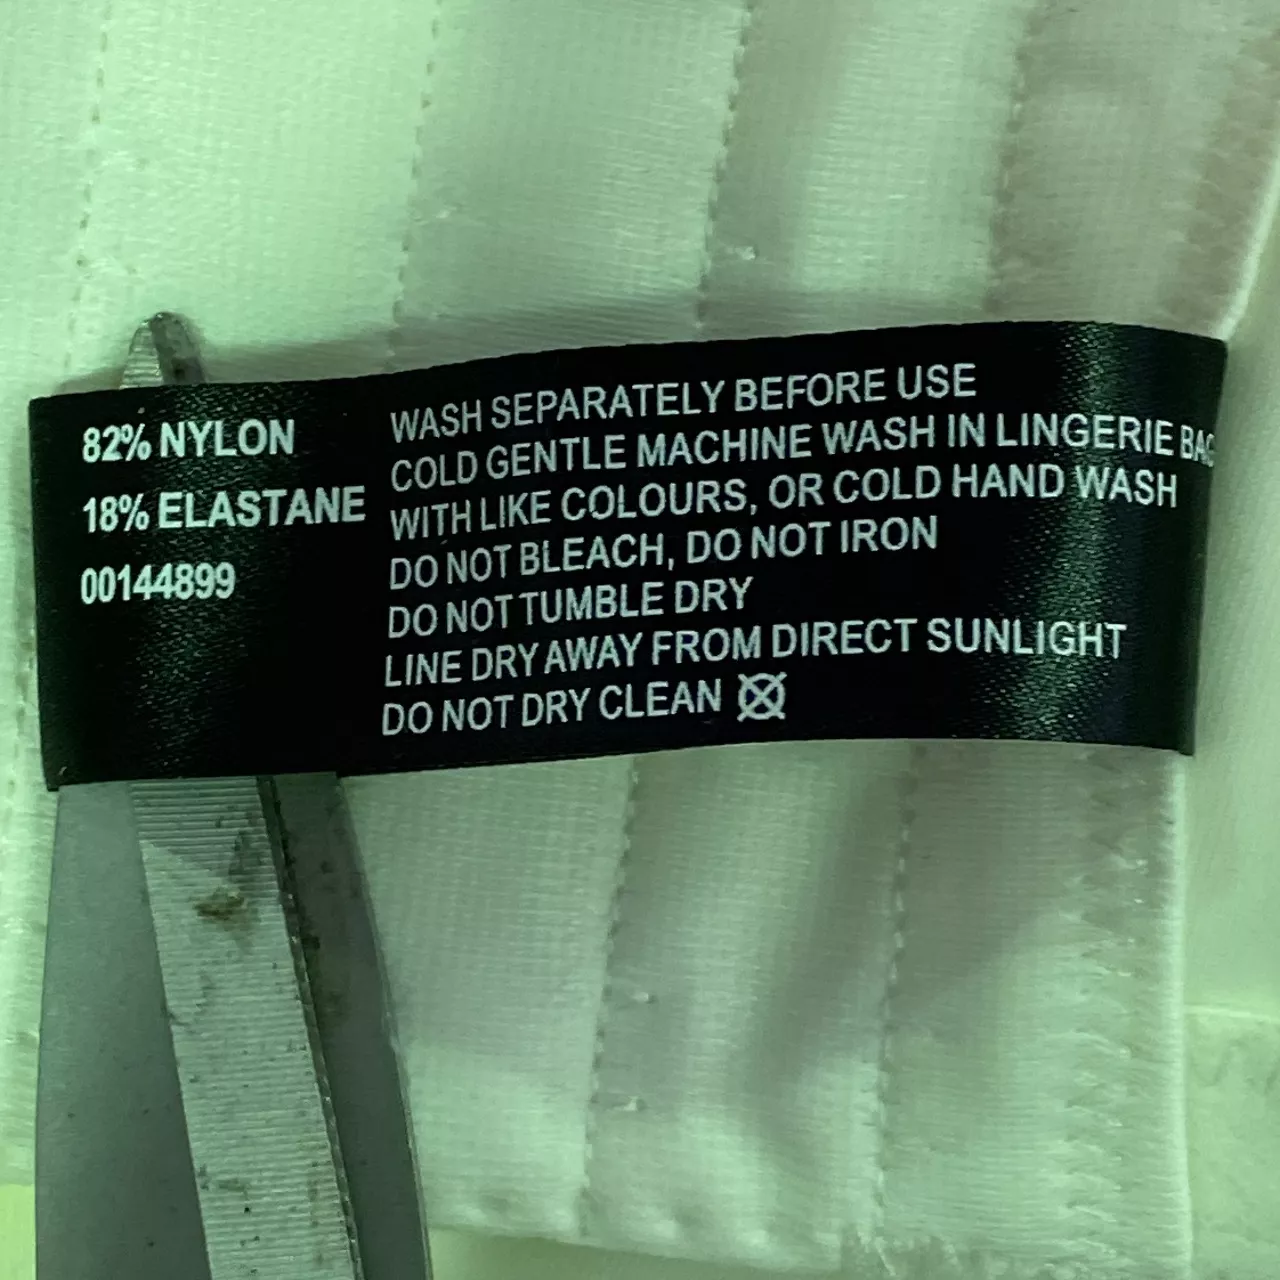 82% NYLON
18% ELASTANE
00144899
WASH SEPARATELY BEFORE USE
COLD GENTLE MACHINE WASH IN LINGERIE BAG
WITH LIKE COLOURS, OR COLD HAND WASH
DO NOT BLEACH, DO NOT IRON
DO NOT TUMBLE DRY
LINE DRY AWAY FROM DIRECT SUNLIGHT
DO NOT DRY CLEAN